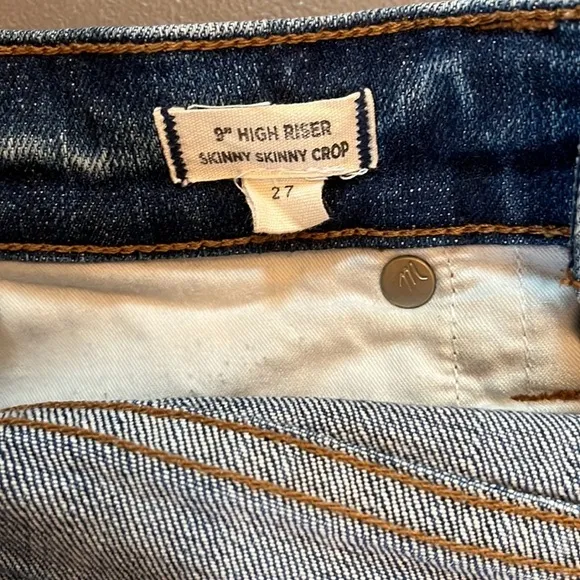 9" HIGH RISER
SKINNY SKINNY CROP
27
M